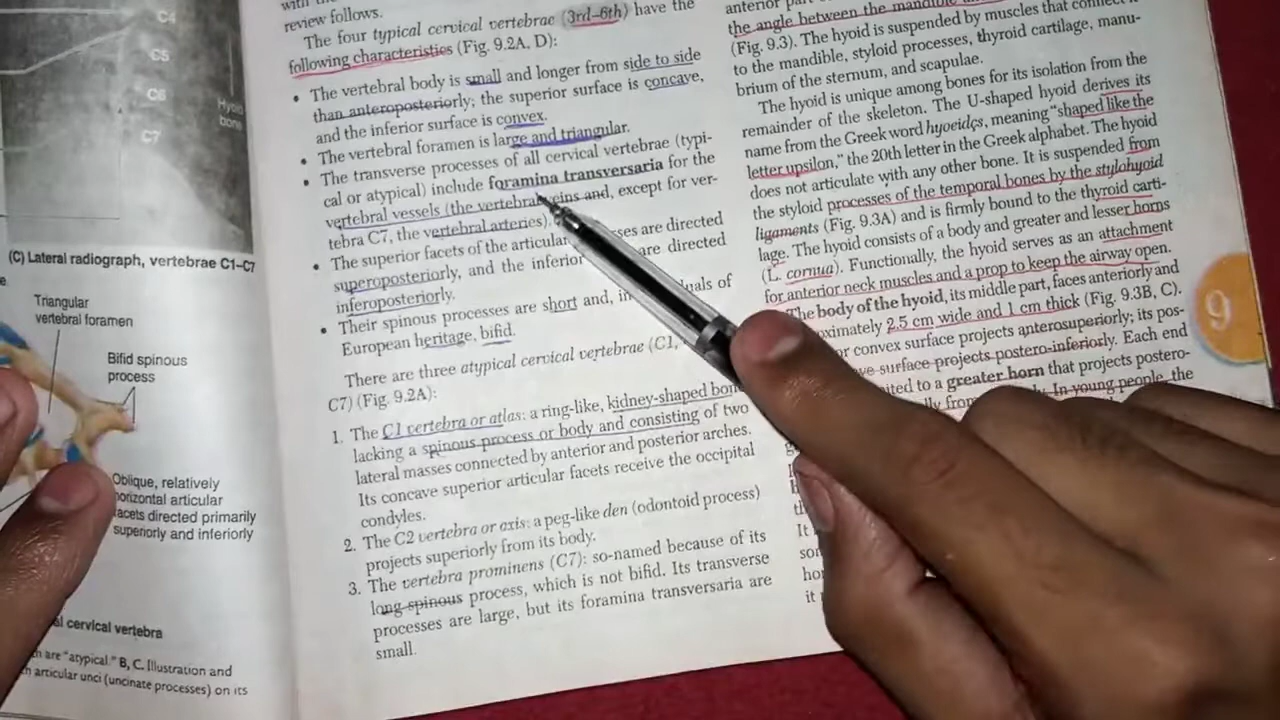 C4
C5
C6
C7
Hyoid
bone
(C) Lateral radiograph, vertebrae C1–C7
Triangular
vertebral foramen
Bifid spinous
process
Oblique, relatively
horizontal articular
facets directed primarily
superiorly and inferiorly
cervical vertebra
are "atypical." B, C. Illustration and
articular unci (uncinate processes) on its
review follows.
The four typical cervical vertebrae (3rd–6th) have the
following characteristics (Fig. 9.2A, D):
• The vertebral body is small and longer from side to side
than anteroposteriorly; the superior surface is concave,
and the inferior surface is convex.
• The vertebral foramen is large and triangular.
• The transverse processes of all cervical vertebrae (typi-
cal or atypical) include foramina transversaria for the
vertebral vessels (the vertebral veins and, except for ver-
tebra C7, the vertebral arteries).
• The superior facets of the articular sses are directed
superoposteriorly, and the inferior are directed
inferoposteriorly.
• Their spinous processes are short and, in duals of
European heritage, bifid.
There are three atypical cervical vertebrae (C1,
C7) (Fig. 9.2A):
1. The C1 vertebra or atlas: a ring-like, kidney-shaped bon
lacking a spinous process or body and consisting of two
lateral masses connected by anterior and posterior arches.
Its concave superior articular facets receive the occipital
condyles.
2. The C2 vertebra or axis: a peg-like den (odontoid process)
projects superiorly from its body.
3. The vertebra prominens (C7): so-named because of its
long spinous process, which is not bifid. Its transverse
processes are large, but its foramina transversaria are
small.
anterior part
the angle between the mandible
(Fig. 9.3). The hyoid is suspended by muscles that connect
to the mandible, styloid processes, thyroid cartilage, manu-
brium of the sternum, and scapulae.
The hyoid is unique among bones for its isolation from the
remainder of the skeleton. The U-shaped hyoid derives its
name from the Greek word hyoeidçs, meaning "shaped like the
letter upsilon," the 20th letter in the Greek alphabet. The hyoid
does not articulate with any other bone. It is suspended from
the styloid processes of the temporal bones by the stylohyoid
ligaments (Fig. 9.3A) and is firmly bound to the thyroid carti-
lage. The hyoid consists of a body and greater and lesser horns
(L. cornua). Functionally, the hyoid serves as an attachment
for anterior neck muscles and a prop to keep the airway open.
The body of the hyoid, its middle part, faces anteriorly and
oximately 2.5 cm wide and 1 cm thick (Fig. 9.3B, C).
or convex surface projects anterosuperiorly; its pos-
ve surface projects postero-inferiorly. Each end
ited to a greater horn that projects postero-
lly from In young people, the
9